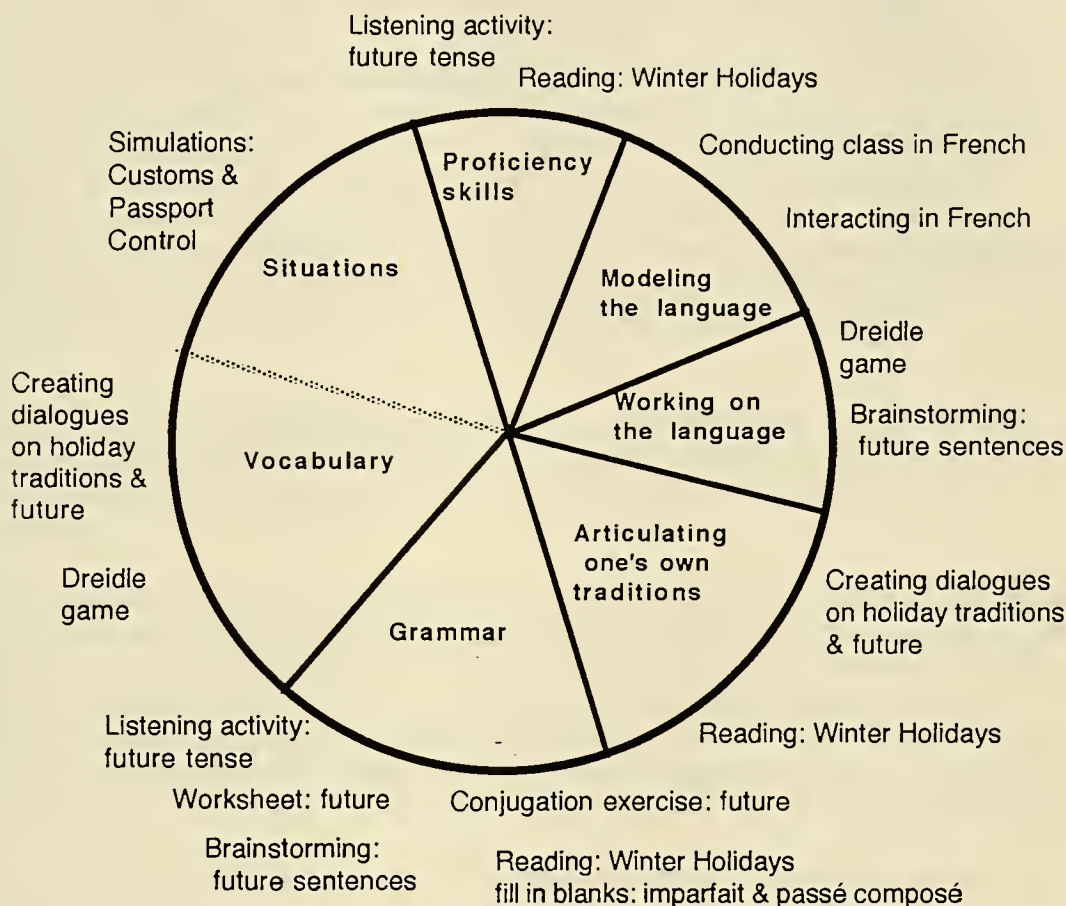 Listening activity:
future tense
Reading: Winter Holidays
Simulations:
Customs &
Passport
Control
Proficiency
skills
Conducting class in French
Interacting in French
Situations
Modeling
the language
Dreidle
game
Creating
dialogues
on holiday
traditions &
future
Vocabulary
Working on
the language
Brainstorming:
future sentences
Articulating
one's own
traditions
Dreidle
game
Grammar
Creating dialogues
on holiday traditions
& future
Listening activity:
future tense
Reading: Winter Holidays
Worksheet: future
Conjugation exercise: future
Brainstorming:
future sentences
Reading: Winter Holidays
fill in blanks: imparfait & passé composé